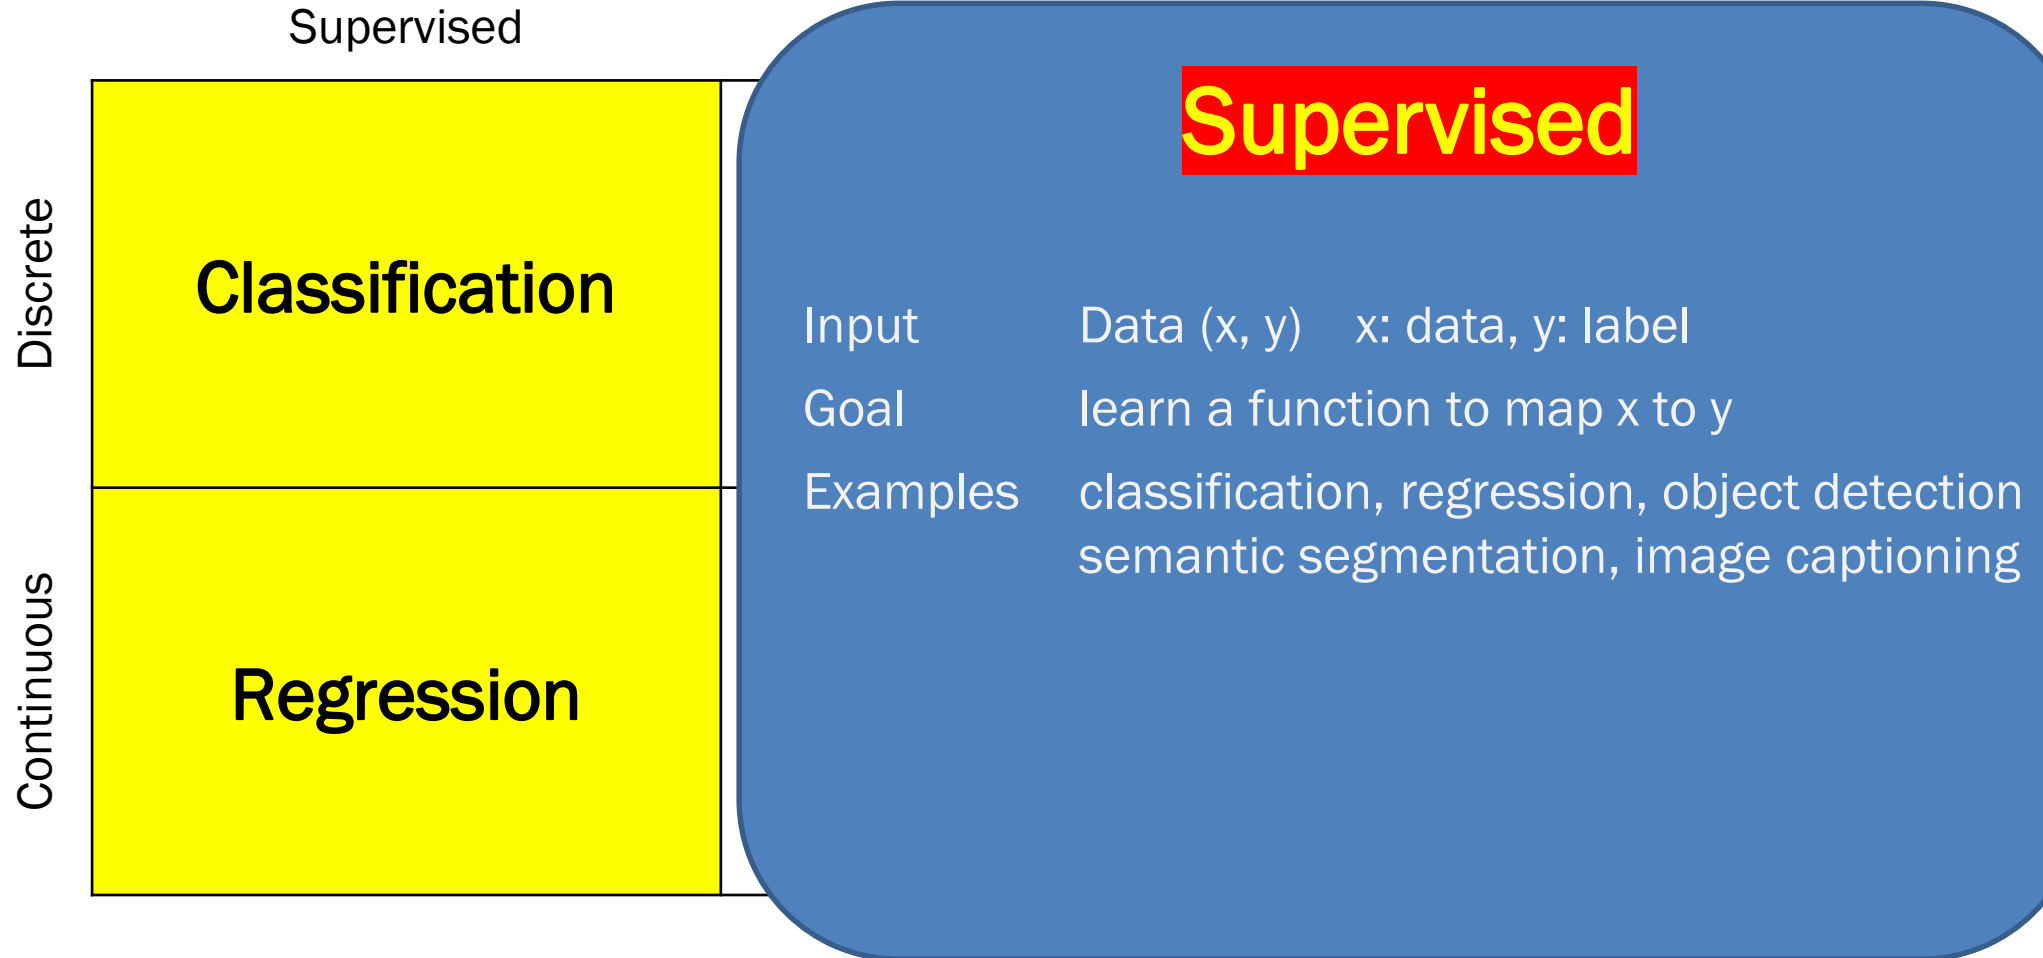 Supervised
Discrete
Classification
Continuous
Regression
Supervised
Input Data (x, y) x: data, y: label
Goal learn a function to map x to y
Examples classification, regression, object detection
semantic segmentation, image captioning